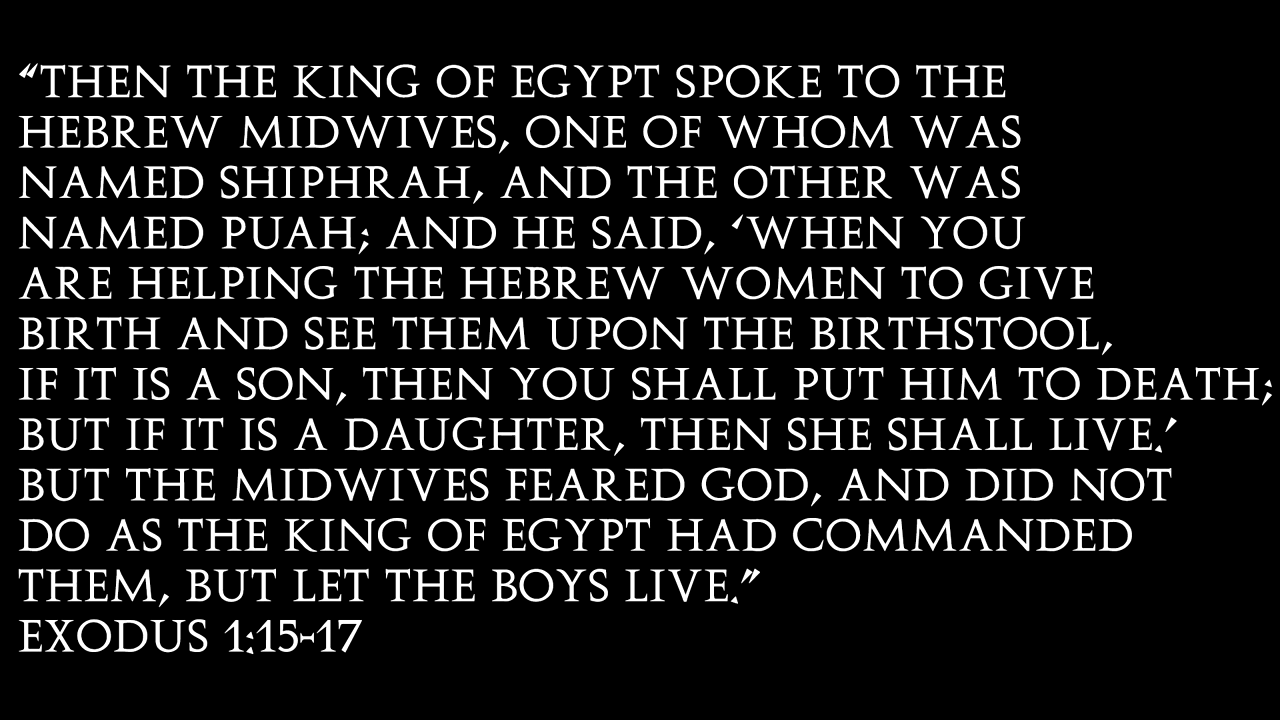 “THEN THE KING OF EGYPT SPOKE TO THE
HEBREW MIDWIVES, ONE OF WHOM WAS
NAMED SHIPHRAH, AND THE OTHER WAS
NAMED PUAH; AND HE SAID, ‘WHEN YOU
ARE HELPING THE HEBREW WOMEN TO GIVE
BIRTH AND SEE THEM UPON THE BIRTHSTOOL,
IF IT IS A SON, THEN YOU SHALL PUT HIM TO DEATH;
BUT IF IT IS A DAUGHTER, THEN SHE SHALL LIVE.’
BUT THE MIDWIVES FEARED GOD, AND DID NOT
DO AS THE KING OF EGYPT HAD COMMANDED
THEM, BUT LET THE BOYS LIVE.”
EXODUS 1:15-17